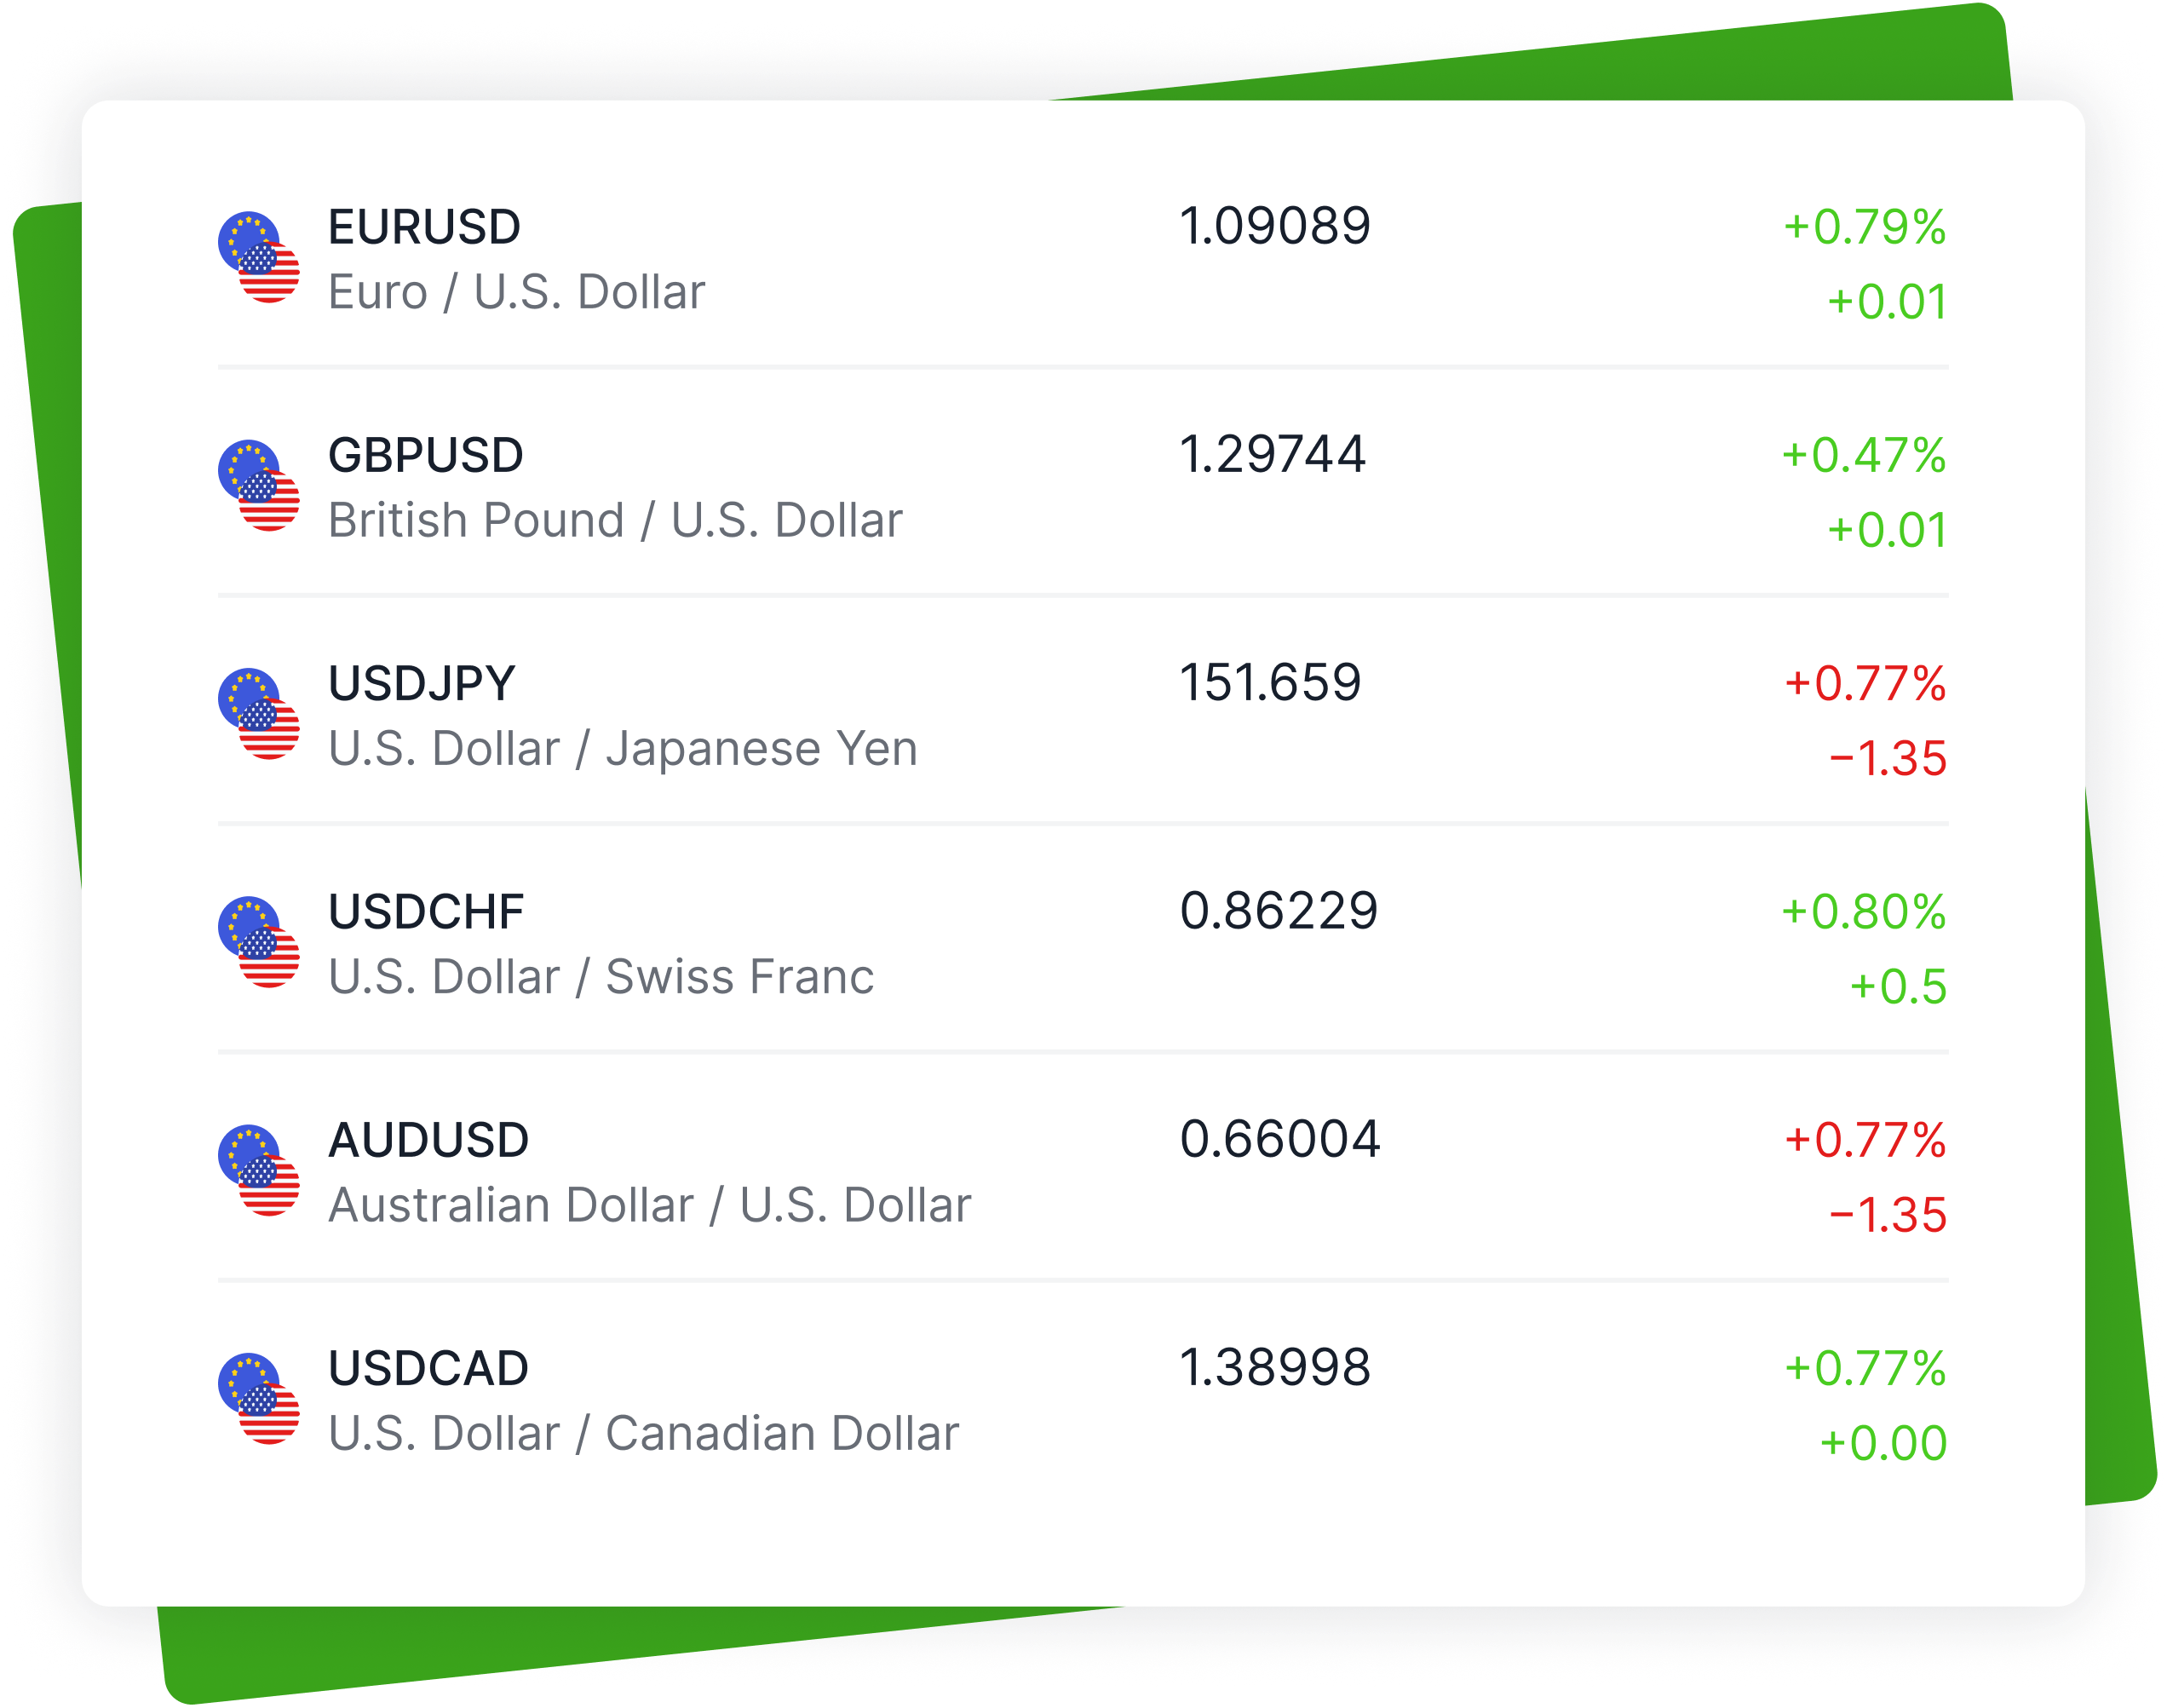 EURUSD 1.09089 +0.79%
Euro / U.S. Dollar +0.01
GBPUSD 1.29744 +0.47%
British Pound / U.S. Dollar +0.01
USDJPY 151.659 +0.77%
U.S. Dollar / Japanese Yen −1.35
USDCHF 0.86229 +0.80%
U.S. Dollar / Swiss Franc +0.5
AUDUSD 0.66004 +0.77%
Australian Dollar / U.S. Dollar −1.35
USDCAD 1.38998 +0.77%
U.S. Dollar / Canadian Dollar +0.00